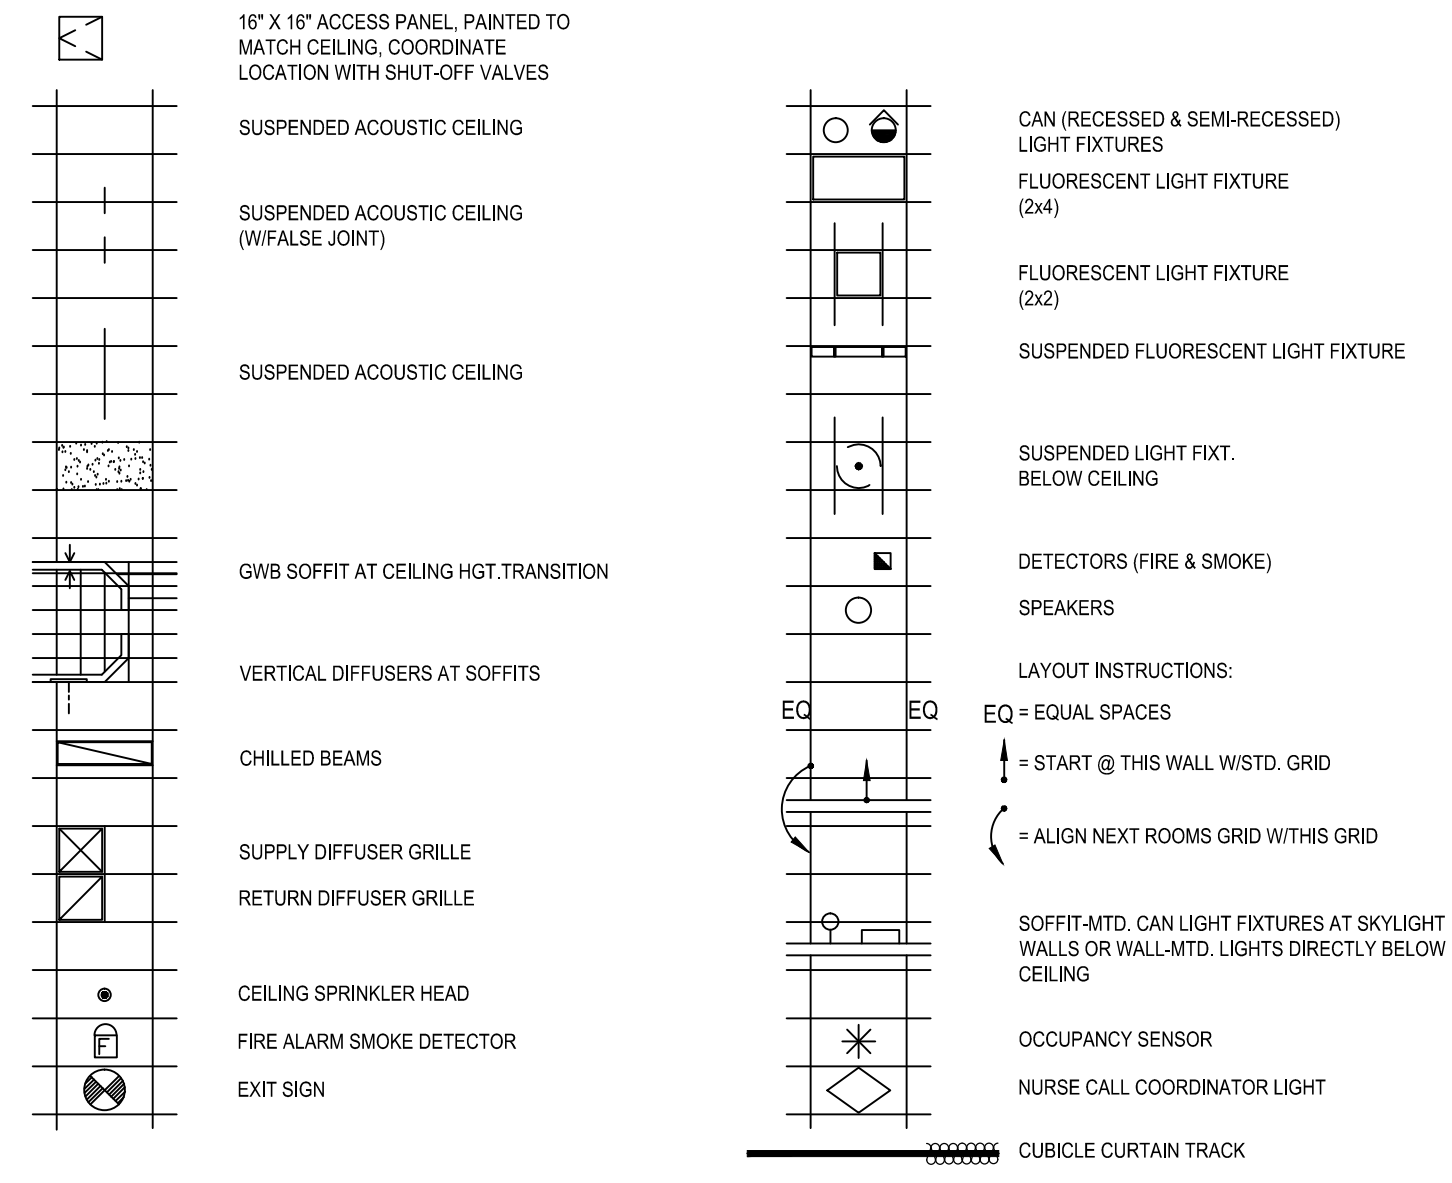 16" X 16" ACCESS PANEL, PAINTED TO
MATCH CEILING, COORDINATE
LOCATION WITH SHUT-OFF VALVES
SUSPENDED ACOUSTIC CEILING
SUSPENDED ACOUSTIC CEILING
(W/FALSE JOINT)
SUSPENDED ACOUSTIC CEILING
GWB SOFFIT AT CEILING HGT.TRANSITION
VERTICAL DIFFUSERS AT SOFFITS
CHILLED BEAMS
SUPPLY DIFFUSER GRILLE
RETURN DIFFUSER GRILLE
CEILING SPRINKLER HEAD
F
FIRE ALARM SMOKE DETECTOR
EXIT SIGN
CAN (RECESSED & SEMI-RECESSED)
LIGHT FIXTURES
FLUORESCENT LIGHT FIXTURE
(2x4)
FLUORESCENT LIGHT FIXTURE
(2x2)
SUSPENDED FLUORESCENT LIGHT FIXTURE
SUSPENDED LIGHT FIXT.
BELOW CEILING
DETECTORS (FIRE & SMOKE)
SPEAKERS
LAYOUT INSTRUCTIONS:
EQ EQ EQ = EQUAL SPACES
= START @ THIS WALL W/STD. GRID
= ALIGN NEXT ROOMS GRID W/THIS GRID
SOFFIT-MTD. CAN LIGHT FIXTURES AT SKYLIGHT
WALLS OR WALL-MTD. LIGHTS DIRECTLY BELOW
CEILING
OCCUPANCY SENSOR
NURSE CALL COORDINATOR LIGHT
CUBICLE CURTAIN TRACK